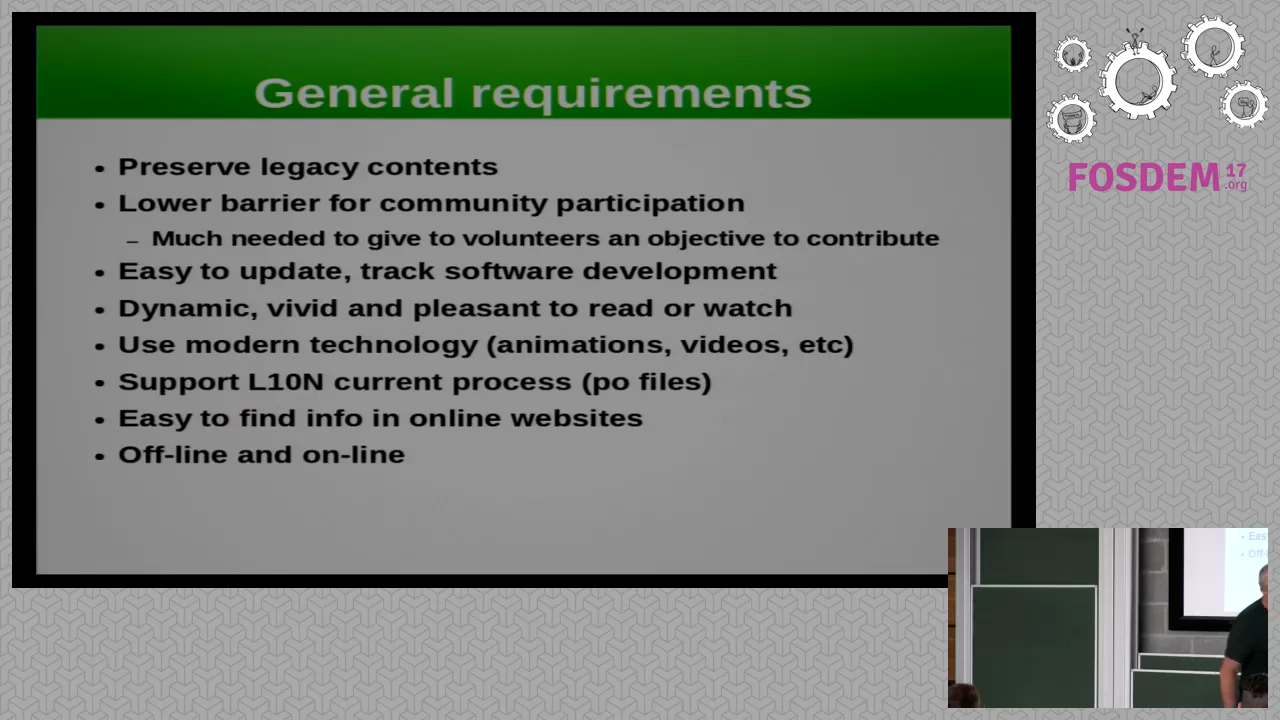 General requirements
• Preserve legacy contents
• Lower barrier for community participation
– Much needed to give to volunteers an objective to contribute
• Easy to update, track software development
• Dynamic, vivid and pleasant to read or watch
• Use modern technology (animations, videos, etc)
• Support L10N current process (po files)
• Easy to find info in online websites
• Off-line and on-line
FOSDEM 17
.org
• Eas
• Off-l